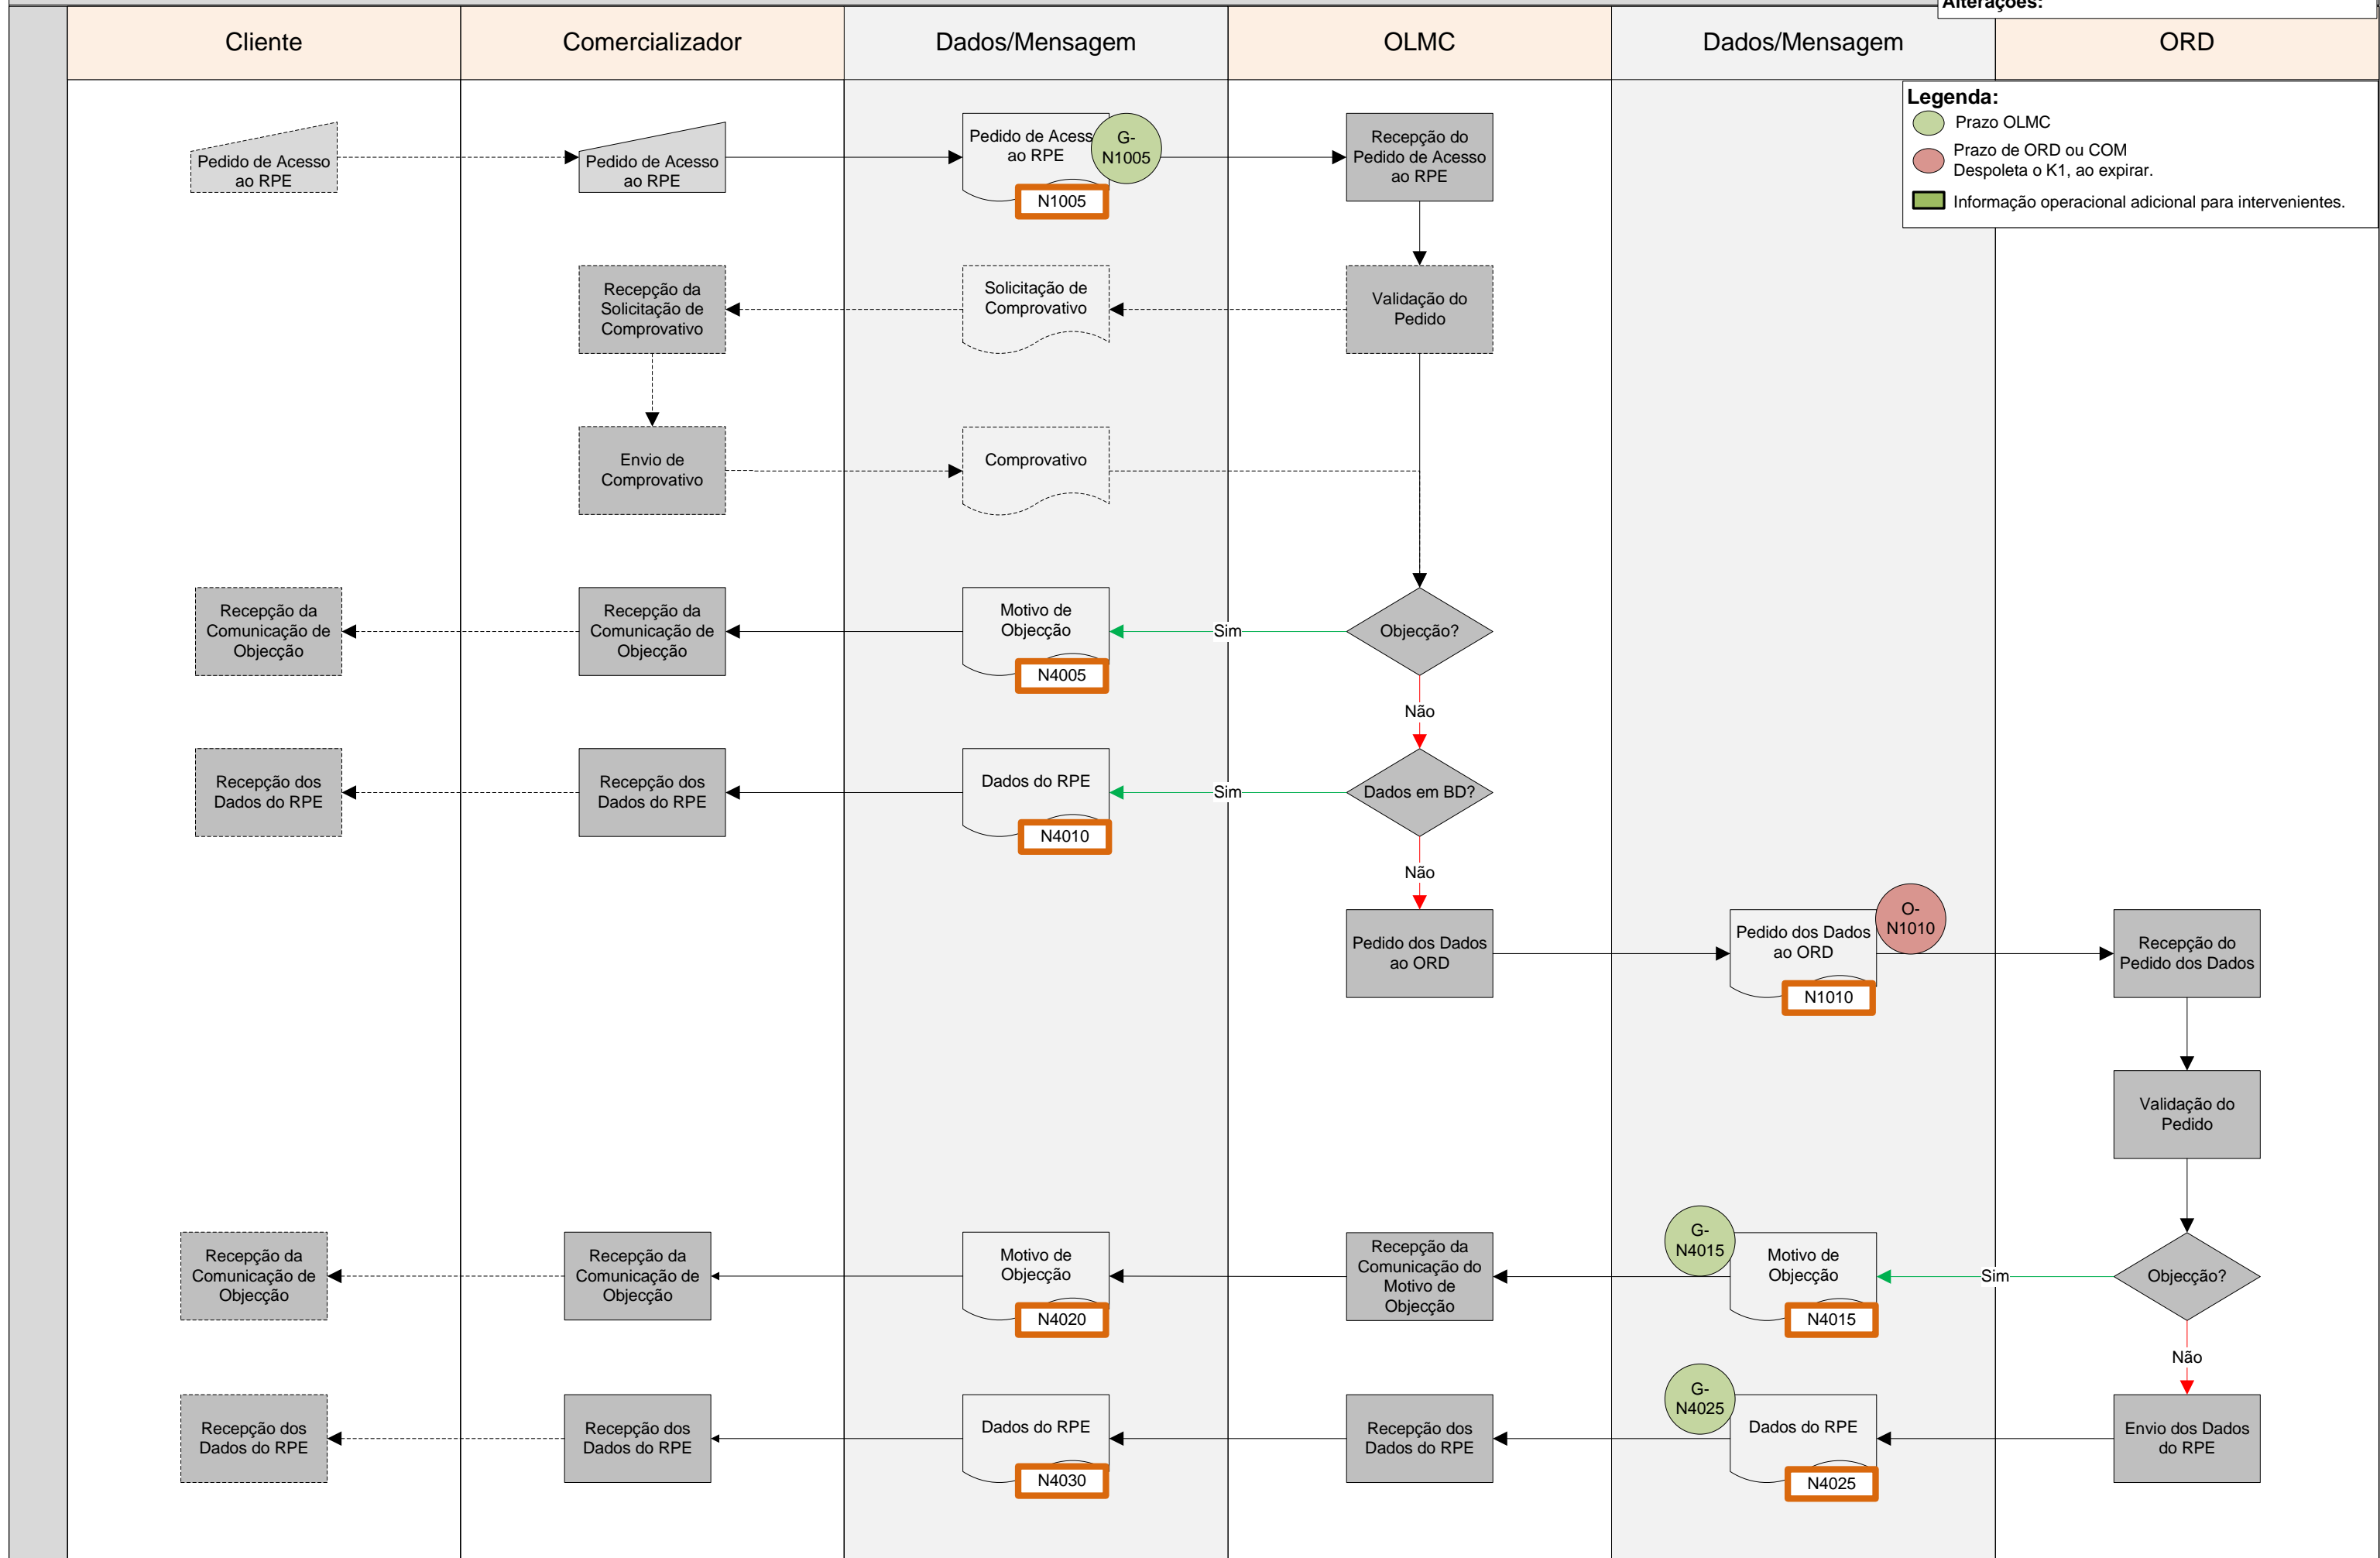 Alterações:
Cliente
Comercializador
Dados/Mensagem
OLMC
Dados/Mensagem
ORD
Legenda:
Prazo OLMC
Prazo de ORD ou COM
Despoleta o K1, ao expirar.
Informação operacional adicional para intervenientes.
Pedido de Acesso
ao RPE
Pedido de Acesso
ao RPE
Pedido de Acess
ao RPE
G-
N1005
N1005
Recepção do
Pedido de Acesso
ao RPE
Recepção da
Solicitação de
Comprovativo
Solicitação de
Comprovativo
Validação do
Pedido
Envio de
Comprovativo
Comprovativo
Recepção da
Comunicação de
Objecção
Recepção da
Comunicação de
Objecção
Motivo de
Objecção
N4005
Sim
Objecção?
Não
Recepção dos
Dados do RPE
Recepção dos
Dados do RPE
Dados do RPE
N4010
Sim
Dados em BD?
Não
Pedido dos Dados
ao ORD
Pedido dos Dados
ao ORD
O-
N1010
N1010
Recepção do
Pedido dos Dados
Validação do
Pedido
Recepção da
Comunicação de
Objecção
Recepção da
Comunicação de
Objecção
Motivo de
Objecção
N4020
Recepção da
Comunicação do
Motivo de
Objecção
G-
N4015
Motivo de
Objecção
N4015
Sim
Objecção?
Não
Recepção dos
Dados do RPE
Recepção dos
Dados do RPE
Dados do RPE
N4030
Recepção dos
Dados do RPE
G-
N4025
Dados do RPE
N4025
Envio dos Dados
do RPE